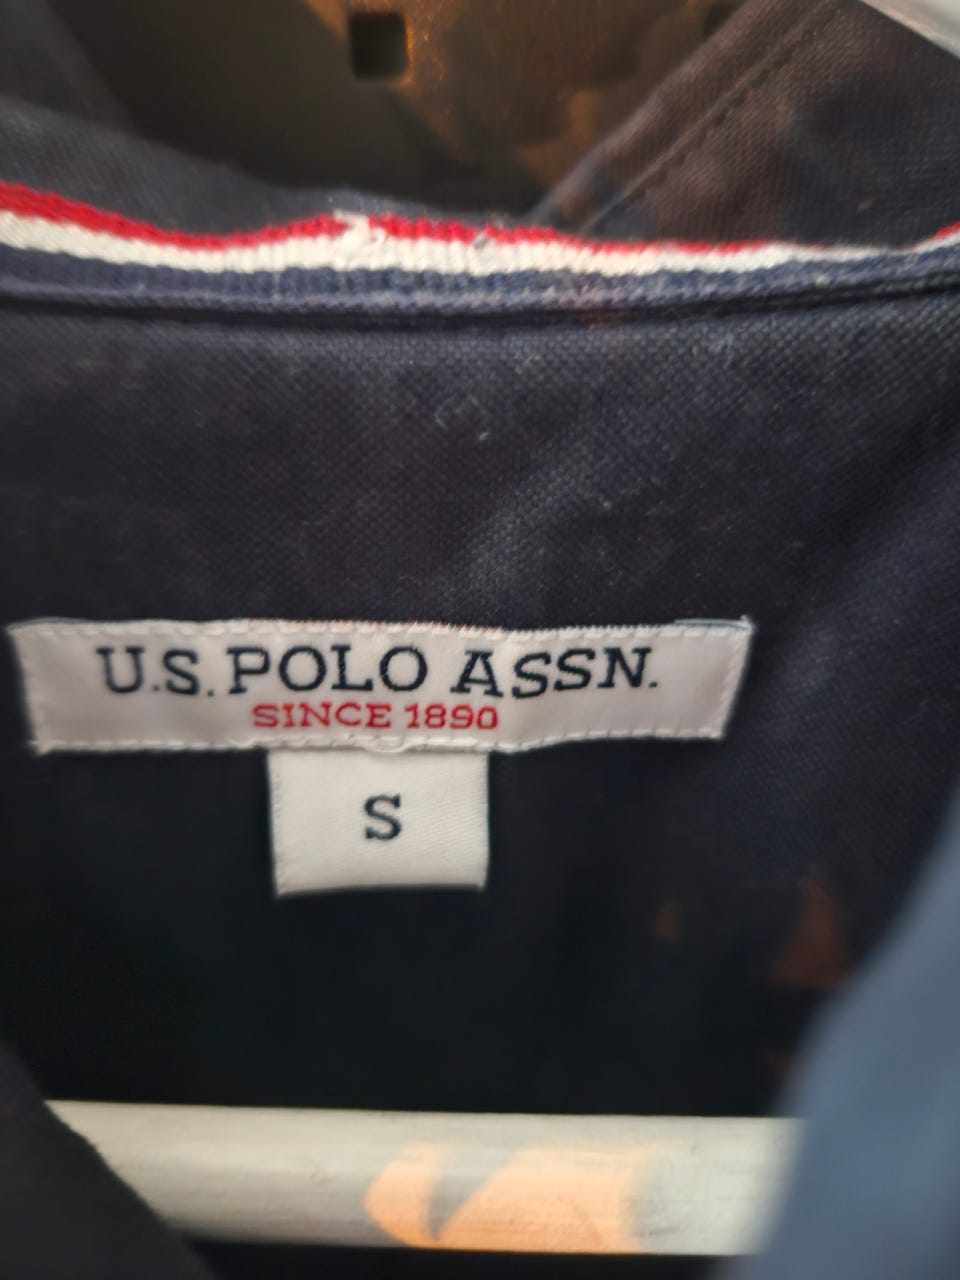 U.S. POLO ASSN.
SINCE 1890
S